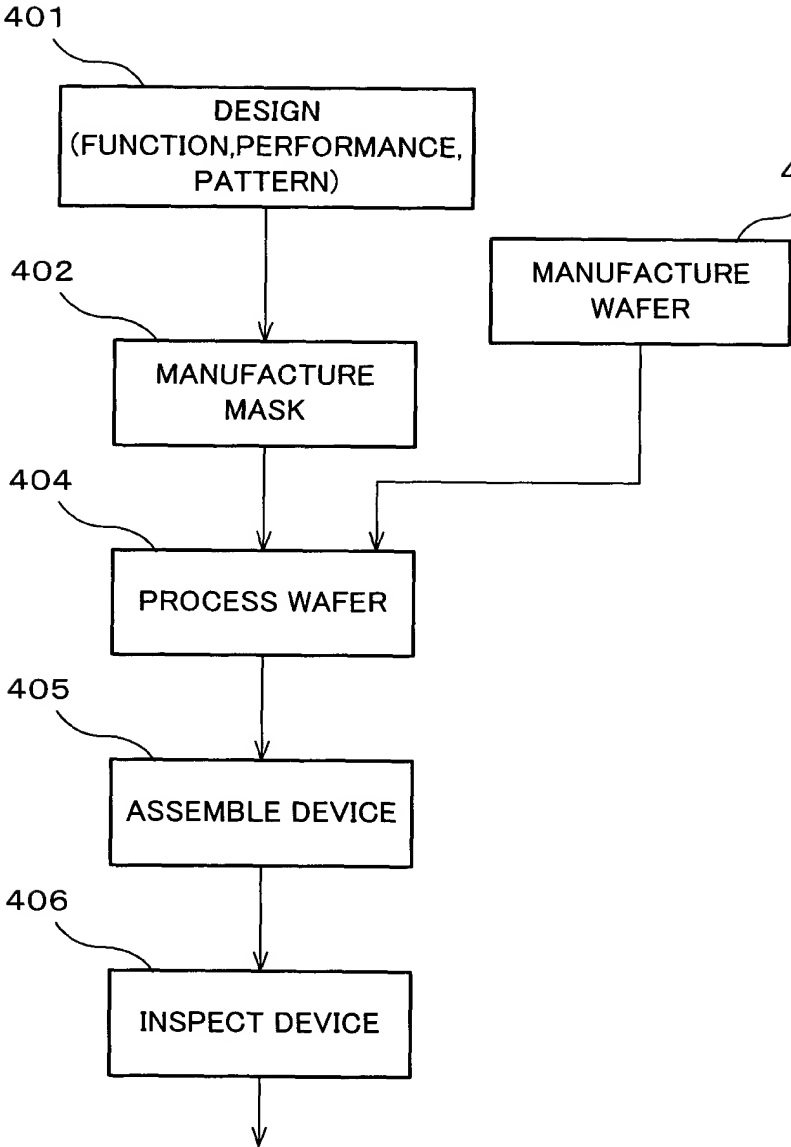 401
DESIGN
(FUNCTION,PERFORMANCE,
PATTERN)
402
MANUFACTURE
MASK
MANUFACTURE
WAFER
404
PROCESS WAFER
405
ASSEMBLE DEVICE
406
INSPECT DEVICE